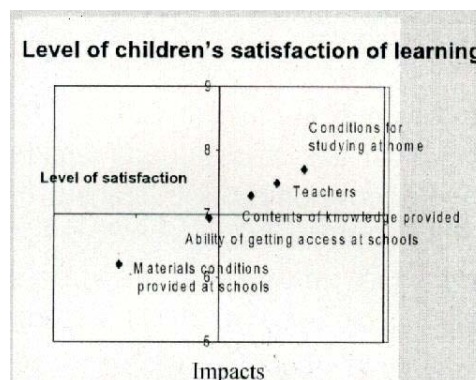 Level of children's satisfaction of learning
9
Conditions for
studying at home
8
Level of satisfaction
Teachers
7
Contents of knowledge provided
Ability of getting access at schools
Materials conditions
provided at schools
6
5
Impacts